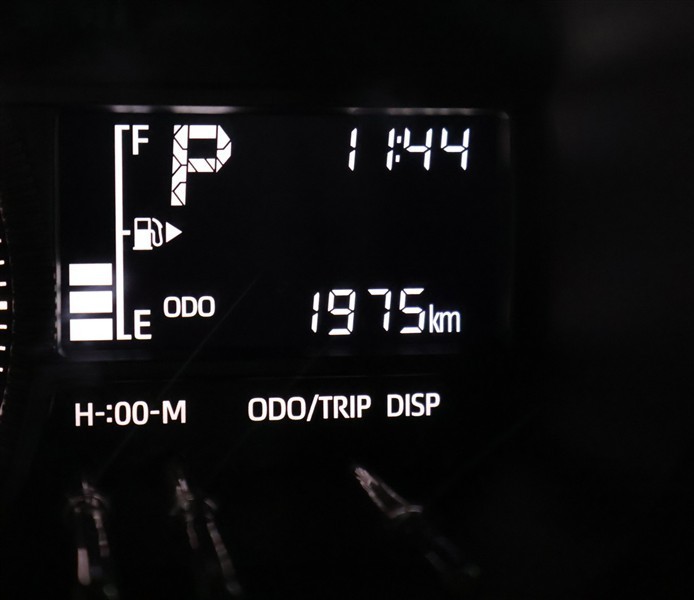 F P 11:44
E ODO 1975km
H-:00-M ODO/TRIP DISP